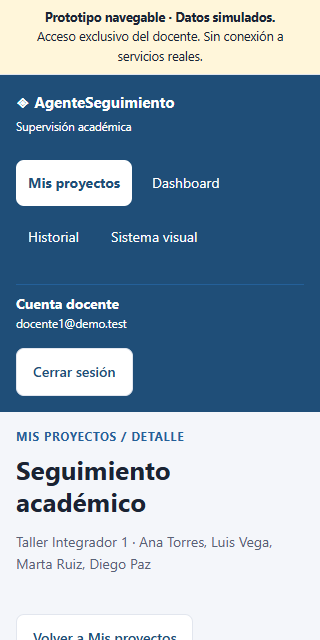 Prototipo navegable · Datos simulados.
Acceso exclusivo del docente. Sin conexión a
servicios reales.
AgenteSeguimiento
Supervisión académica
Mis proyectos
Dashboard
Historial
Sistema visual
Cuenta docente
docente1@demo.test
Cerrar sesión
MIS PROYECTOS / DETALLE
Seguimiento
académico
Taller Integrador 1 · Ana Torres, Luis Vega,
Marta Ruiz, Diego Paz
Volver a Mis proyectos